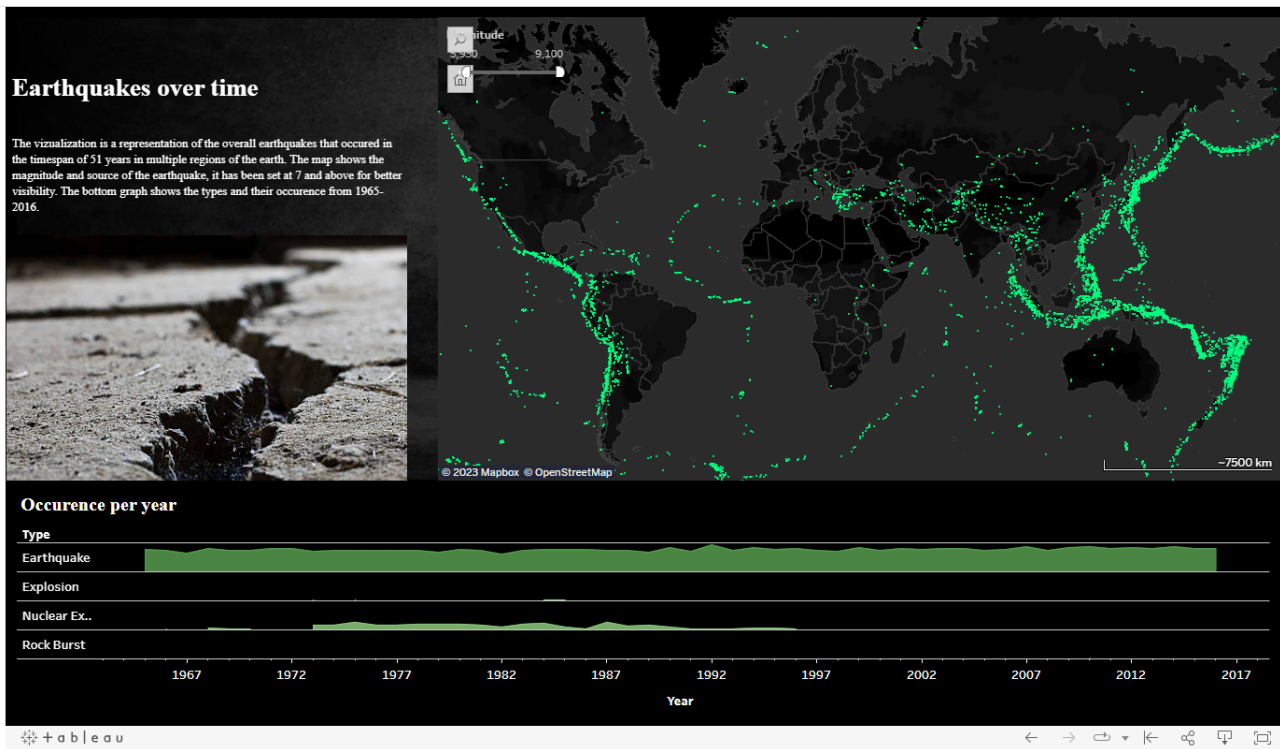 Earthquakes over time
The vizualization is a representation of the overall earthquakes that occured in
the timespan of 51 years in multiple regions of the earth. The map shows the
magnitude and source of the earthquake, it has been set at 7 and above for better
visibility. The bottom graph shows the types and their occurence from 1965-
2016.
9,100
© 2023 Mapbox © OpenStreetMap
~7500 km
Occurence per year
Type
Earthquake
Explosion
Nuclear Ex..
Rock Burst
1967 1972 1977 1982 1987 1992 1997 2002 2007 2012 2017
Year
+ a b | e a u